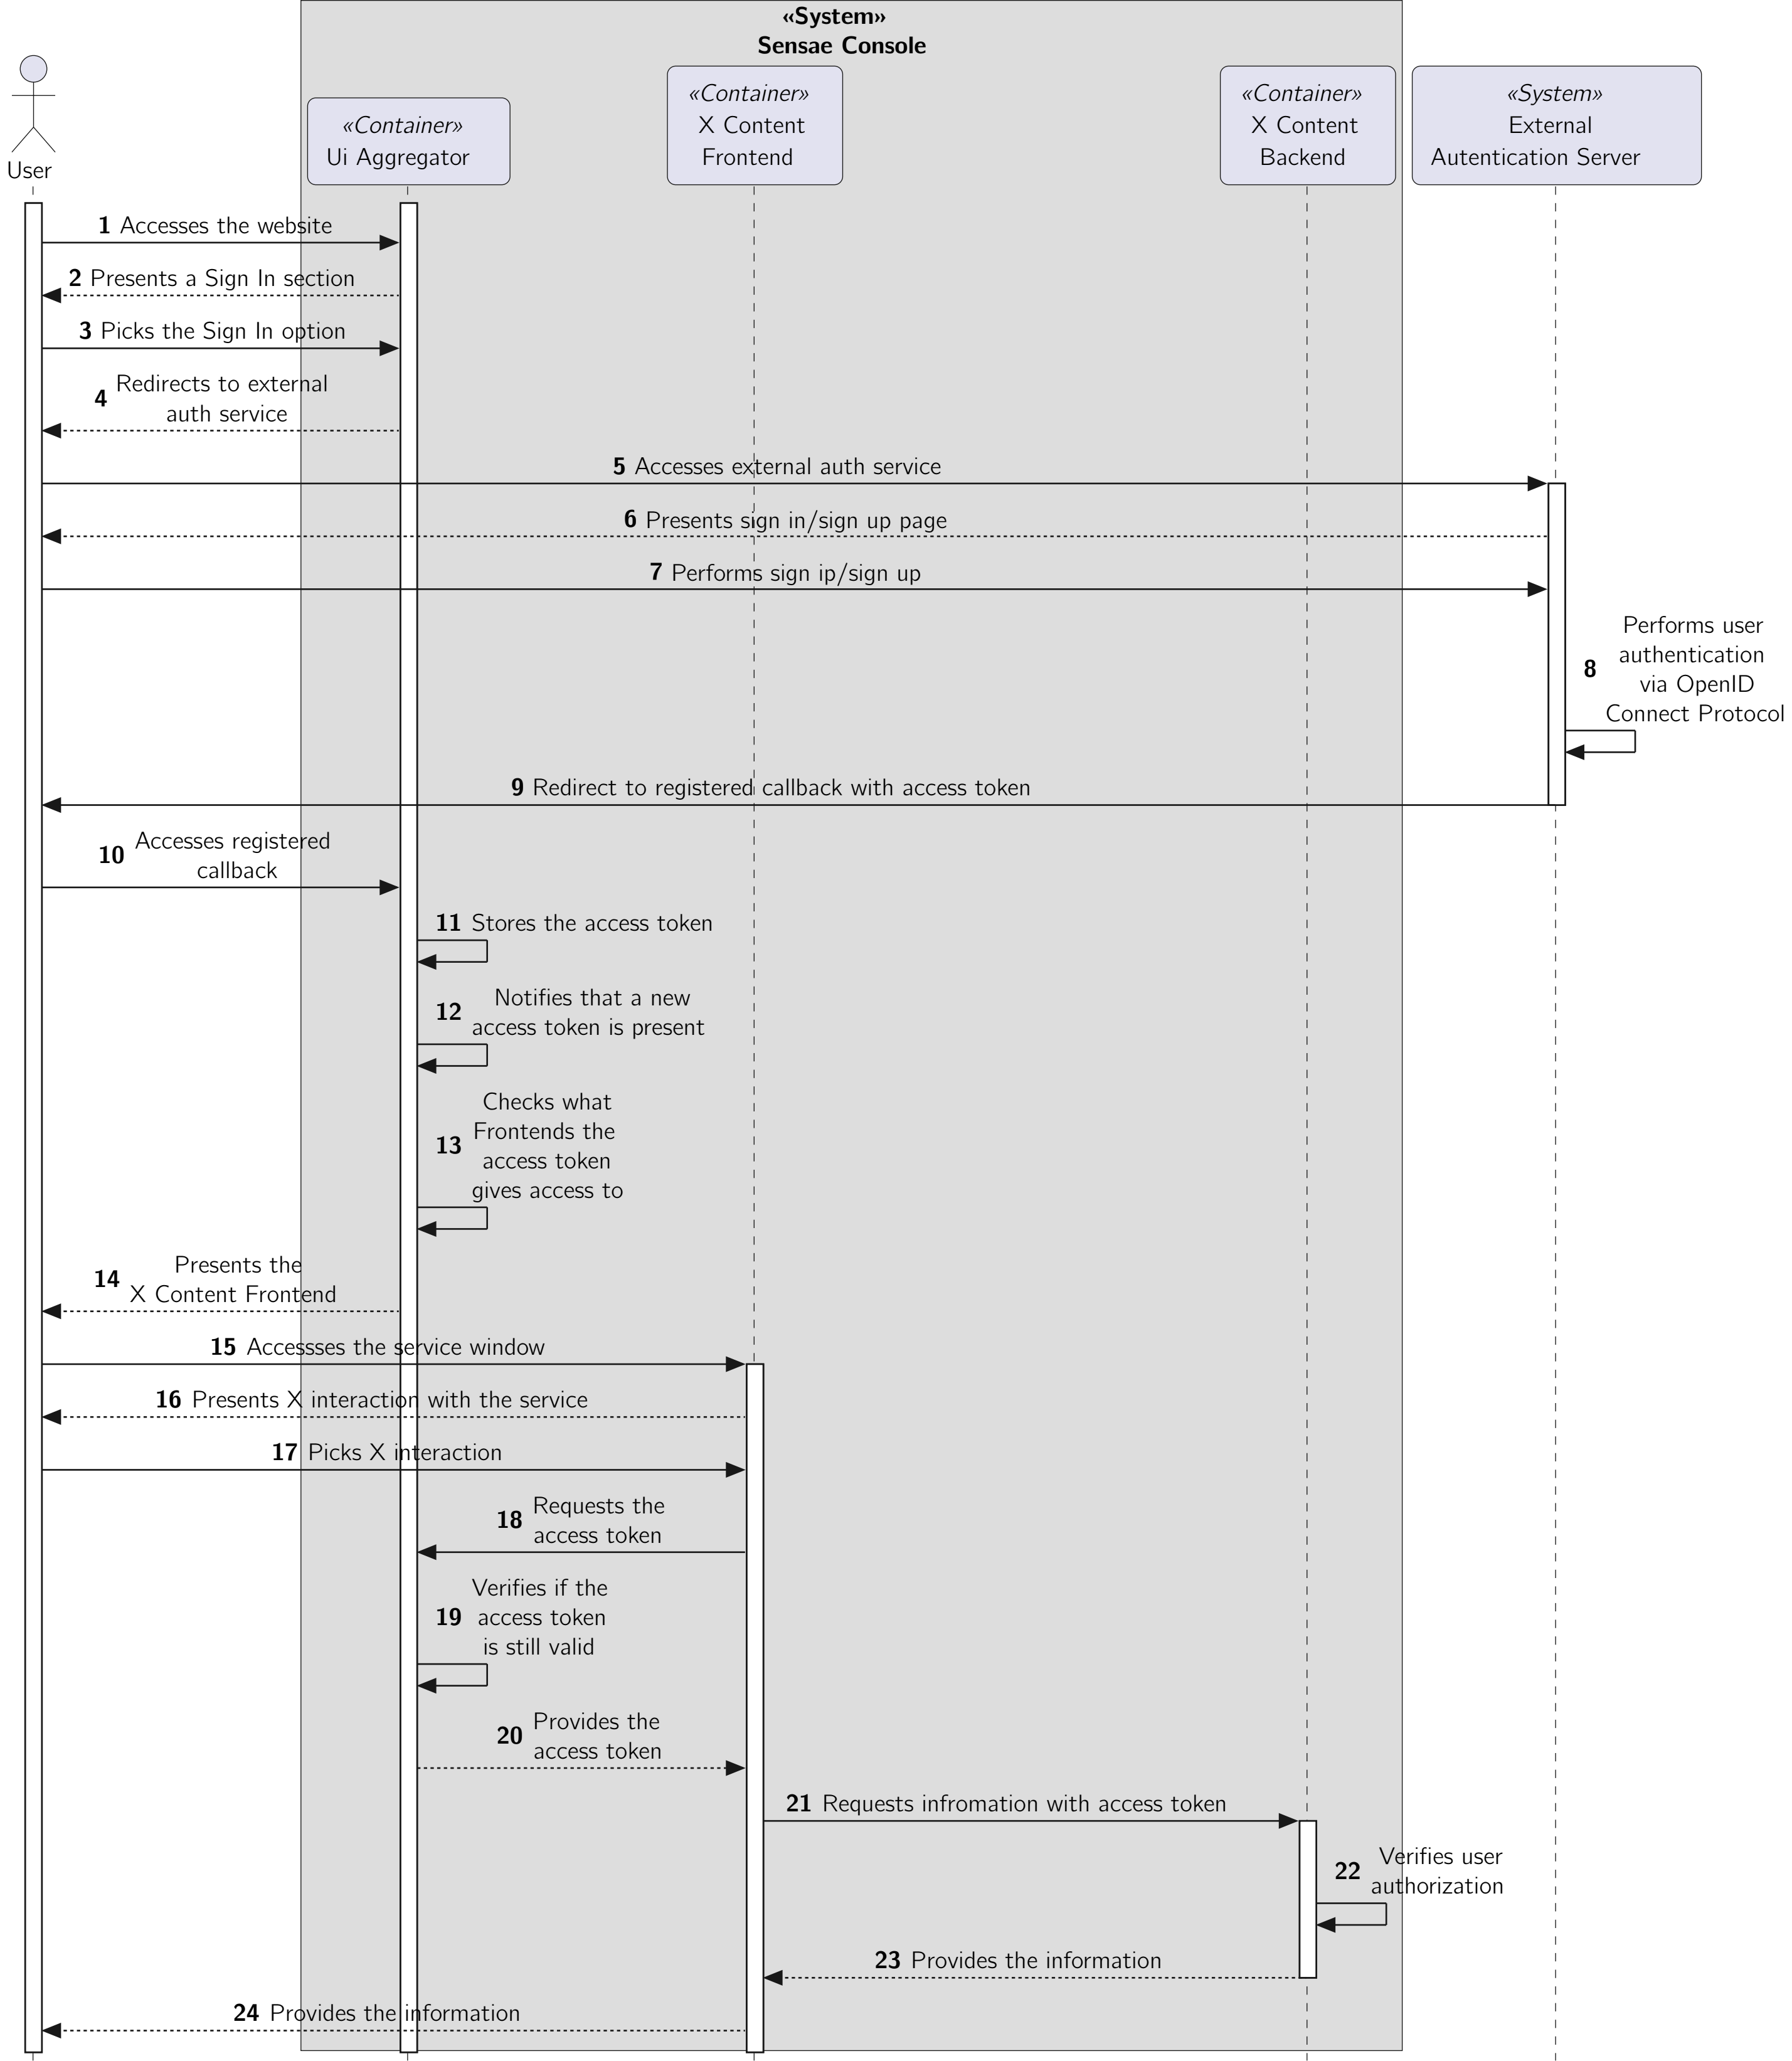 «System»
Sensae Console
User
«Container»
Ui Aggregator
«Container»
X Content
Frontend
«Container»
X Content
Backend
«System»
External
Autentication Server
1 Accesses the website
2 Presents a Sign In section
3 Picks the Sign In option
4 Redirects to external
auth service
5 Accesses external auth service
6 Presents sign in/sign up page
7 Performs sign ip/sign up
8 Performs user
authentication
via OpenID
Connect Protocol
9 Redirect to registered callback with access token
10 Accesses registered
callback
11 Stores the access token
12 Notifies that a new
access token is present
13 Checks what
Frontends the
access token
gives access to
14 Presents the
X Content Frontend
15 Accessses the service window
16 Presents X interaction with the service
17 Picks X interaction
18 Requests the
access token
19 Verifies if the
access token
is still valid
20 Provides the
access token
21 Requests infromation with access token
22 Verifies user
authorization
23 Provides the information
24 Provides the information